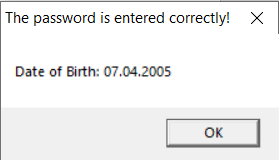 The password is entered correctly!
Date of Birth: 07.04.2005
OK